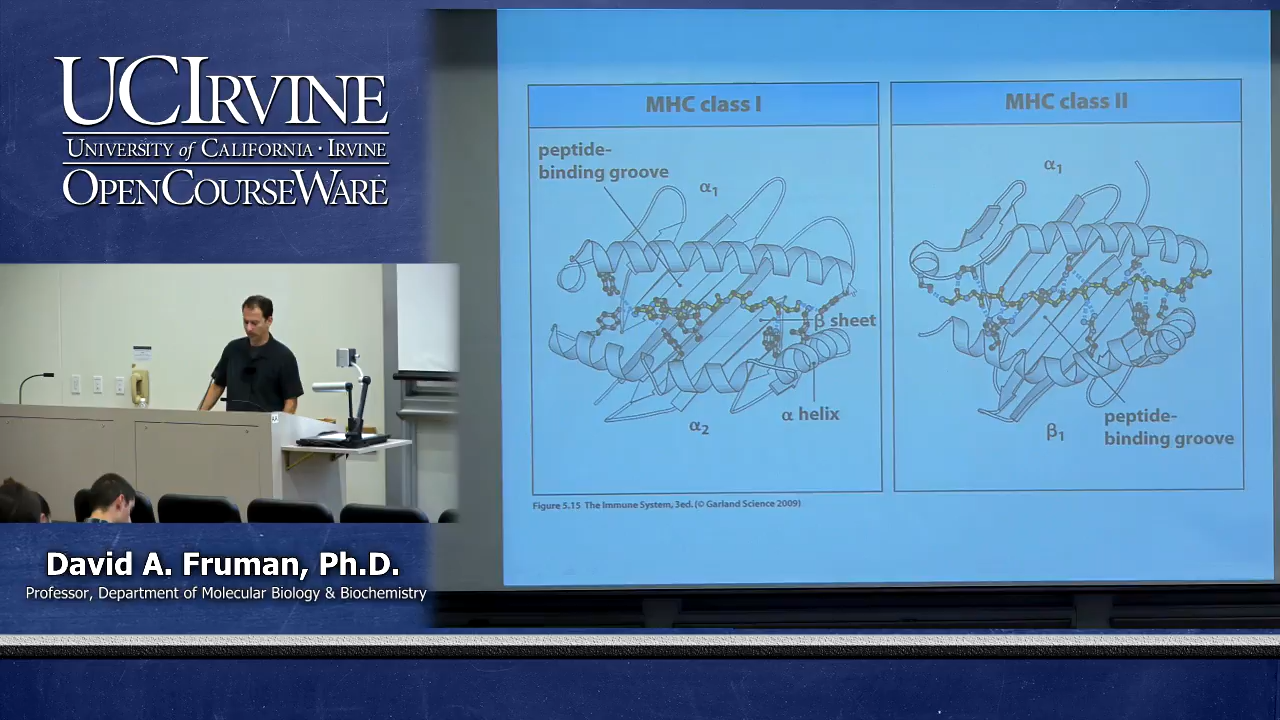 UCIRVINE
UNIVERSITY of CALIFORNIA · IRVINE
OPENCOURSEWARE
David A. Fruman, Ph.D.
Professor, Department of Molecular Biology & Biochemistry
MHC class I
peptide-
binding groove
α1
β sheet
α helix
α2
MHC class II
α1
β1
peptide-
binding groove
Figure 5.15 The Immune System, 3ed. (© Garland Science 2009)